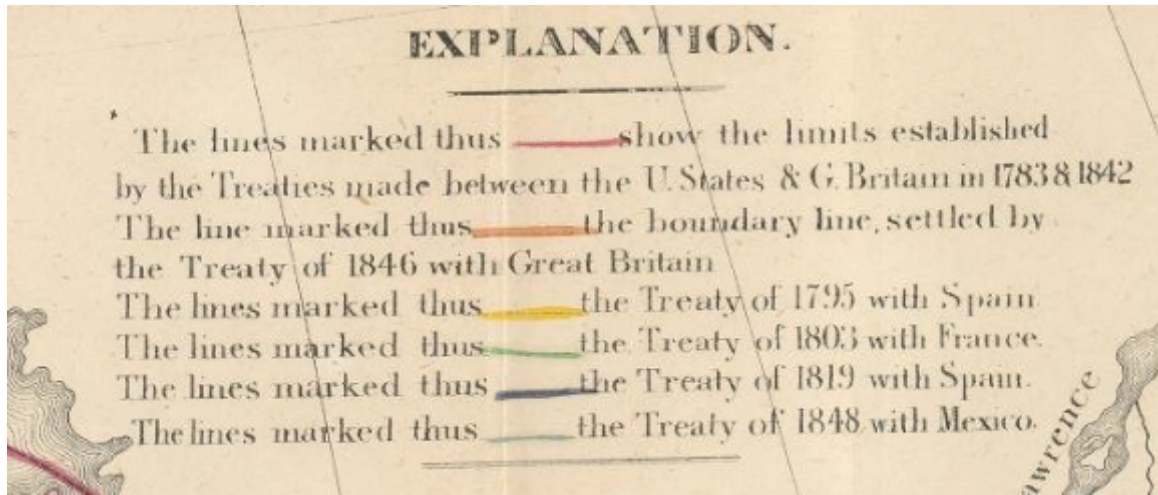 EXPLANATION.
The lines marked thus show the limits established
by the Treaties made between the U. States & G. Britain in 1783 & 1842
The line marked thus the boundary line, settled by
the Treaty of 1846 with Great Britain
The lines marked thus the Treaty of 1795 with Spain
The lines marked thus the Treaty of 1803 with France.
The lines marked thus the Treaty of 1819 with Spain.
The lines marked thus the Treaty of 1848 with Mexico.
awrence